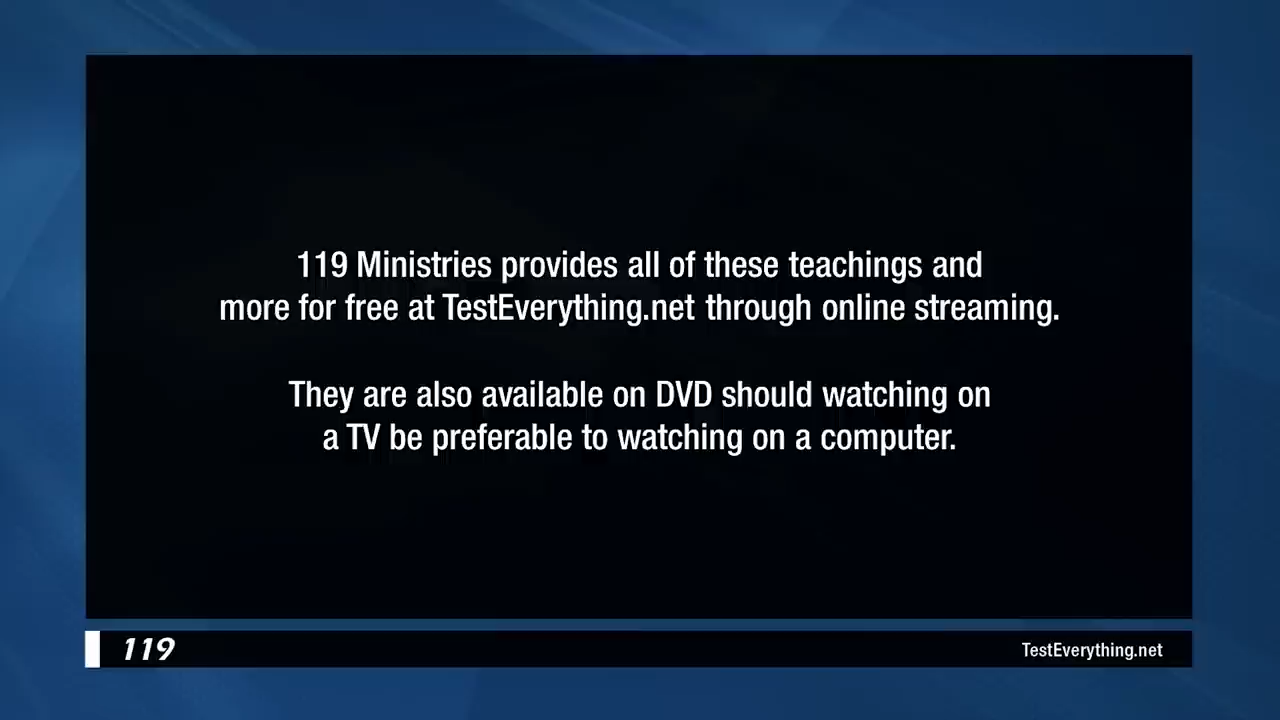 119 Ministries provides all of these teachings and
more for free at TestEverything.net through online streaming.
They are also available on DVD should watching on
a TV be preferable to watching on a computer.
119
TestEverything.net